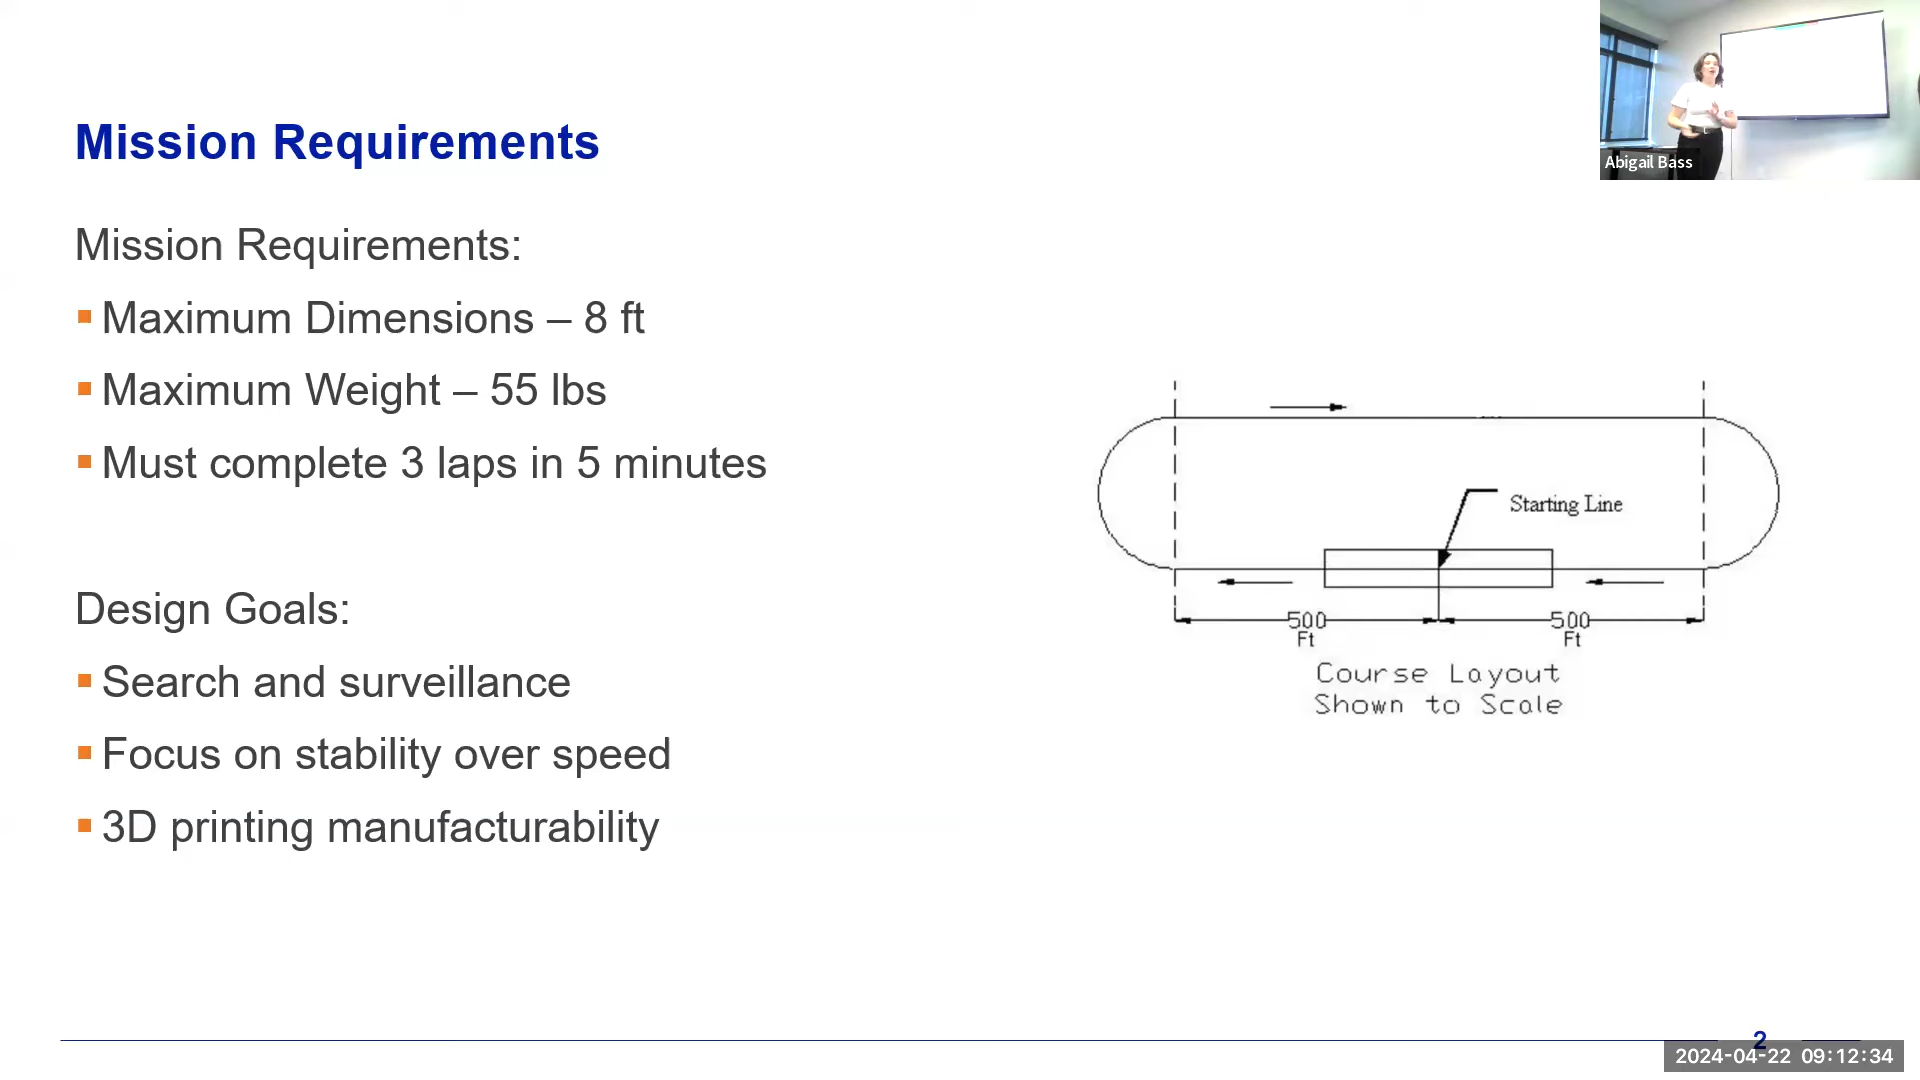 Mission Requirements
Abigail Bass
Mission Requirements:
Maximum Dimensions – 8 ft
Maximum Weight – 55 lbs
Must complete 3 laps in 5 minutes
Design Goals:
Search and surveillance
Focus on stability over speed
3D printing manufacturability
Starting Line
500 Ft
500 Ft
Course Layout
Shown to Scale
2
2024-04-22 09:12:34